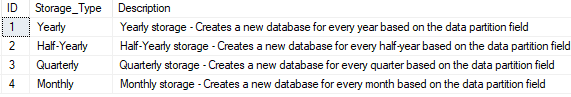 ID Storage_Type Description
1 Yearly Yearly storage - Creates a new database for every year based on the data partition field
2 Half-Yearly Half-Yearly storage - Creates a new database for every half-year based on the data partition field
3 Quarterly Quarterly storage - Creates a new database for every quarter based on the data partition field
4 Monthly Monthly storage - Creates a new database for every month based on the data partition field